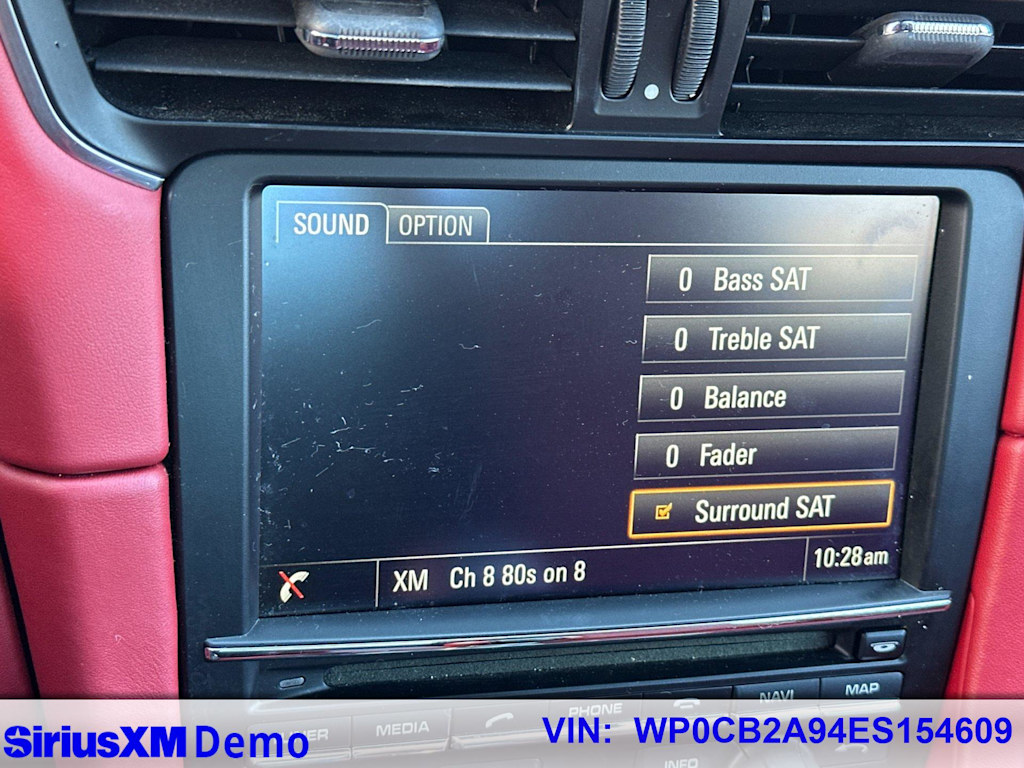 SOUND OPTION
0 Bass SAT
0 Treble SAT
0 Balance
0 Fader
Surround SAT
XM Ch 8 80s on 8 10:28am
NAVI MAP
MEDIA PHONE
INFO
SiriusXM Demo VIN: WP0CB2A94ES154609